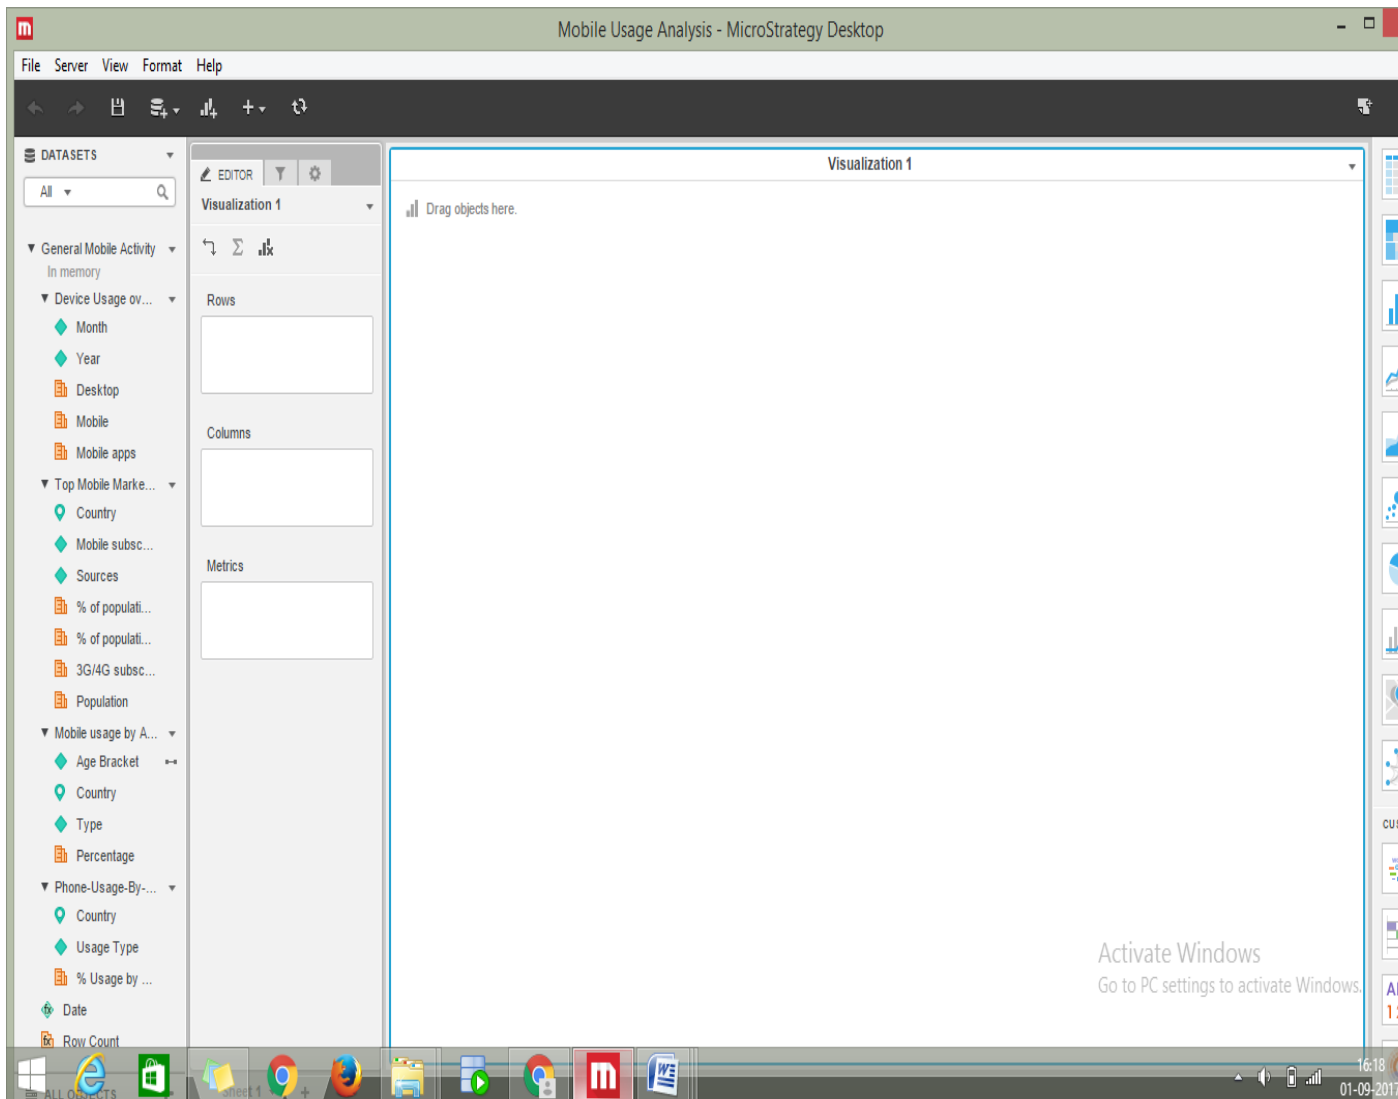 Mobile Usage Analysis - MicroStrategy Desktop
File Server View Format Help
DATASETS
All
General Mobile Activity
In memory
Device Usage ov...
Month
Year
Desktop
Mobile
Mobile apps
Top Mobile Marke...
Country
Mobile subsc...
Sources
% of populati...
% of populati...
3G/4G subsc...
Population
Mobile usage by A...
Age Bracket
Country
Type
Percentage
Phone-Usage-By-...
Country
Usage Type
% Usage by ...
Date
Row Count
ALL OBJECTS
EDITOR
Visualization 1
Rows
Columns
Metrics
Visualization 1
Drag objects here.
Activate Windows
Go to PC settings to activate Windows.
Sheet 1
16:18
01-09-2017